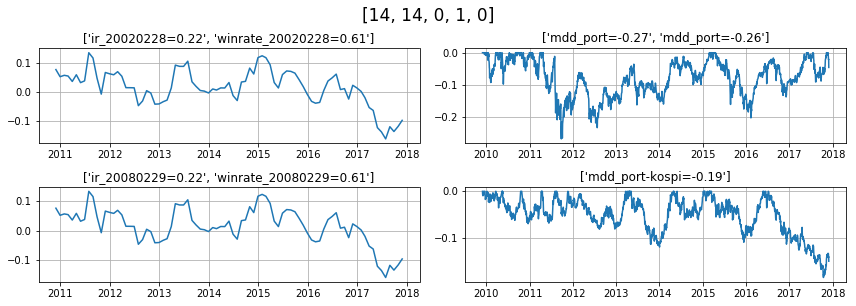 [14, 14, 0, 1, 0]
['ir_20020228=0.22', 'winrate_20020228=0.61']
0.1
0.0
−0.1
2011 2012 2013 2014 2015 2016 2017 2018
['mdd_port=-0.27', 'mdd_port=-0.26']
0.0
−0.1
−0.2
2010 2011 2012 2013 2014 2015 2016 2017 2018
['ir_20080229=0.22', 'winrate_20080229=0.61']
0.1
0.0
−0.1
2011 2012 2013 2014 2015 2016 2017 2018
['mdd_port-kospi=-0.19']
0.0
−0.1
2010 2011 2012 2013 2014 2015 2016 2017 2018